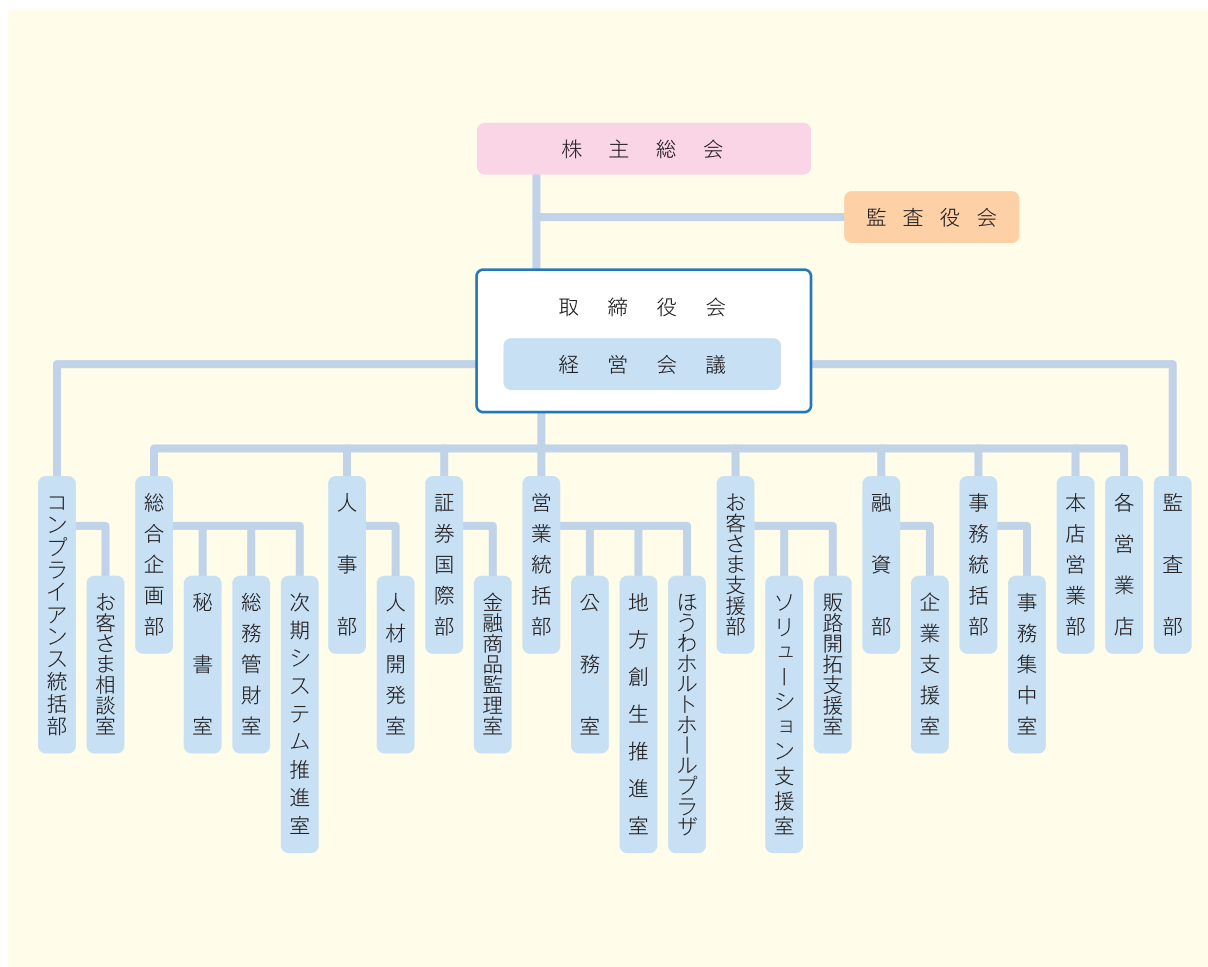 株主総会
監査役会
取締役会
経営会議
コンプライアンス統括部
お客さま相談室
総合企画部
秘書室
総務管財室
次期システム推進室
人事部
人材開発室
証券国際部
金融商品監理室
営業統括部
公務室
地方創生推進室
ほうわホルトホールプラザ
お客さま支援部
ソリューション支援室
販路開拓支援室
融資部
企業支援室
事務統括部
事務集中室
本店営業部
各営業店
監査部